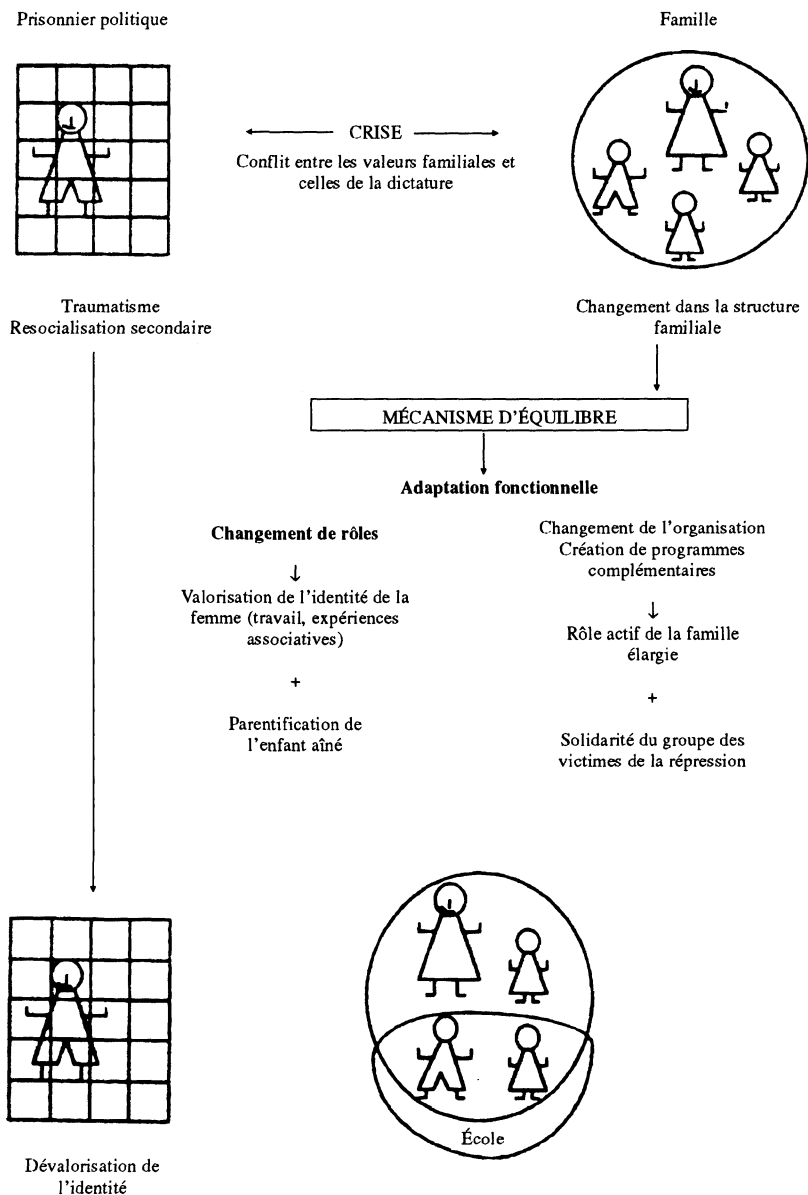 Prisonnier politique
Famille
CRISE
Conflit entre les valeurs familiales et
celles de la dictature
Traumatisme
Resocialisation secondaire
Changement dans la structure
familiale
MÉCANISME D'ÉQUILIBRE
Adaptation fonctionnelle
Changement de rôles
Valorisation de l'identité de la
femme (travail, expériences
associatives)
+
Parentification de
l'enfant aîné
Changement de l'organisation
Création de programmes
complémentaires
Rôle actif de la famille
élargie
+
Solidarité du groupe des
victimes de la répression
École
Dévalorisation de
l'identité